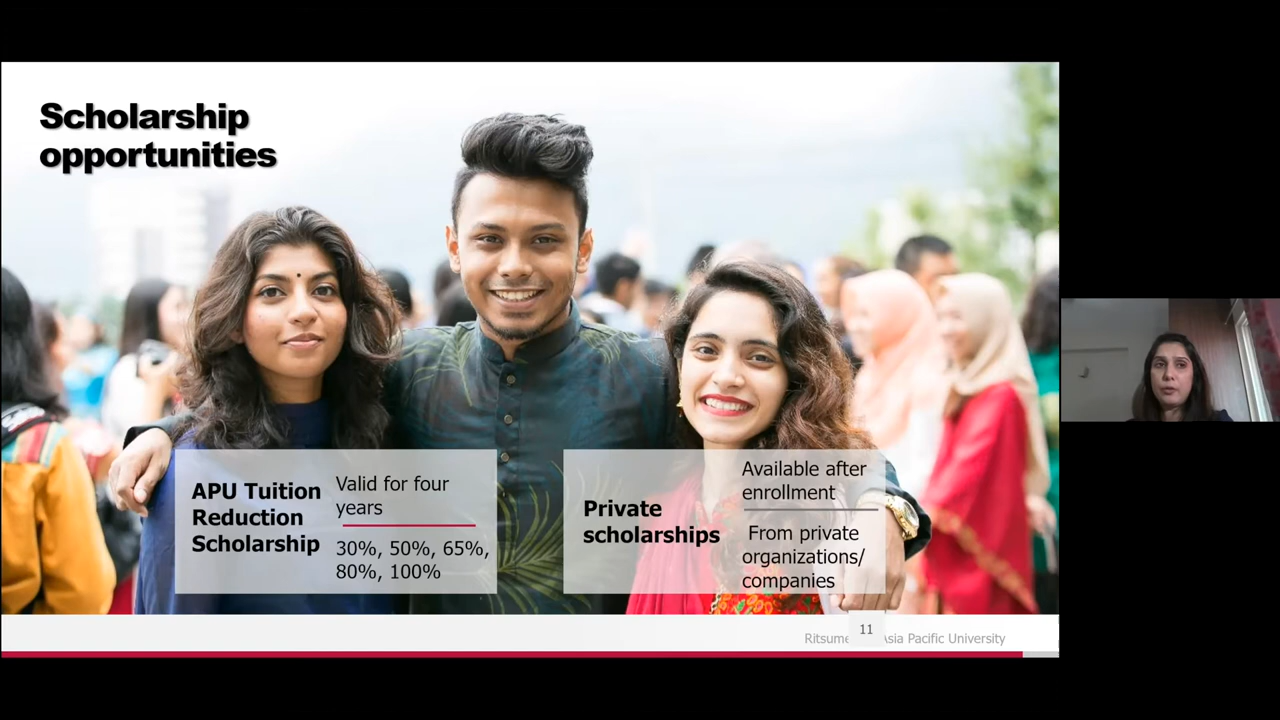 Scholarship
opportunities
APU Tuition
Reduction
Scholarship
Valid for four
years
30%, 50%, 65%,
80%, 100%
Private
scholarships
Available after
enrollment
From private
organizations/
companies
11
Asia Pacific University